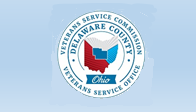 VETERANS SERVICE COMMISSION
DELAWARE COUNTY
Ohio
VETERANS SERVICE OFFICE